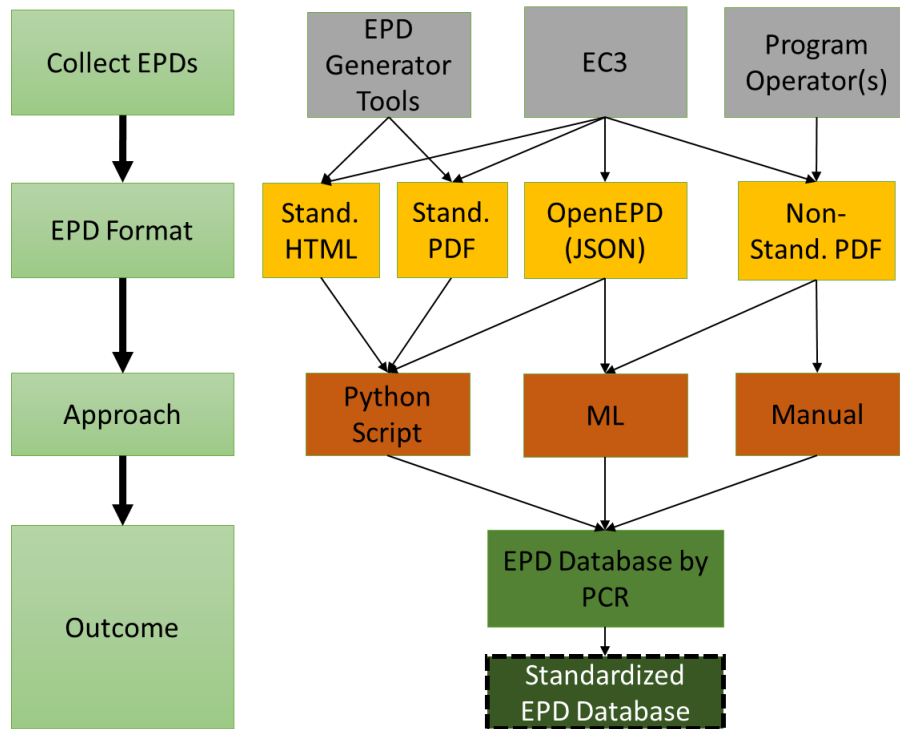 Collect EPDs
EPD
Generator
Tools
EC3
Program
Operator(s)
EPD Format
Stand.
HTML
Stand.
PDF
OpenEPD
(JSON)
Non-
Stand. PDF
Approach
Python
Script
ML
Manual
Outcome
EPD Database by
PCR
Standardized
EPD Database